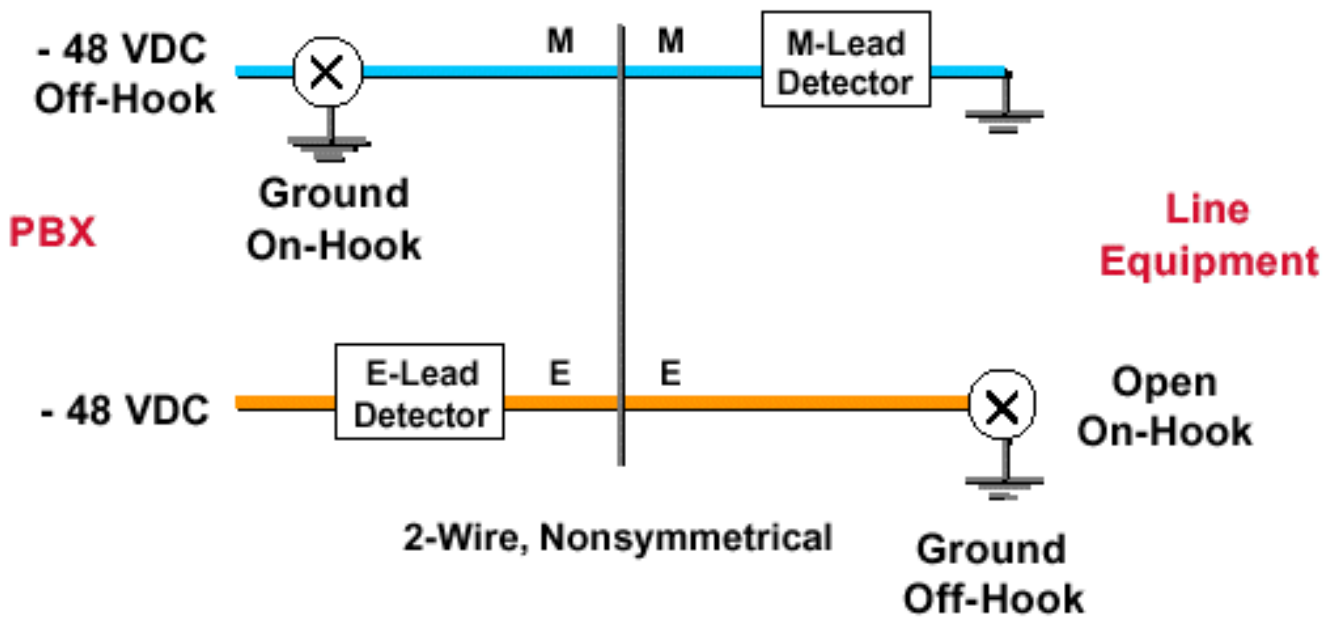 - 48 VDC
Off-Hook
M
M
M-Lead
Detector
Ground
On-Hook
PBX
Line
Equipment
- 48 VDC
E-Lead
Detector
E
E
Open
On-Hook
2-Wire, Nonsymmetrical
Ground
Off-Hook